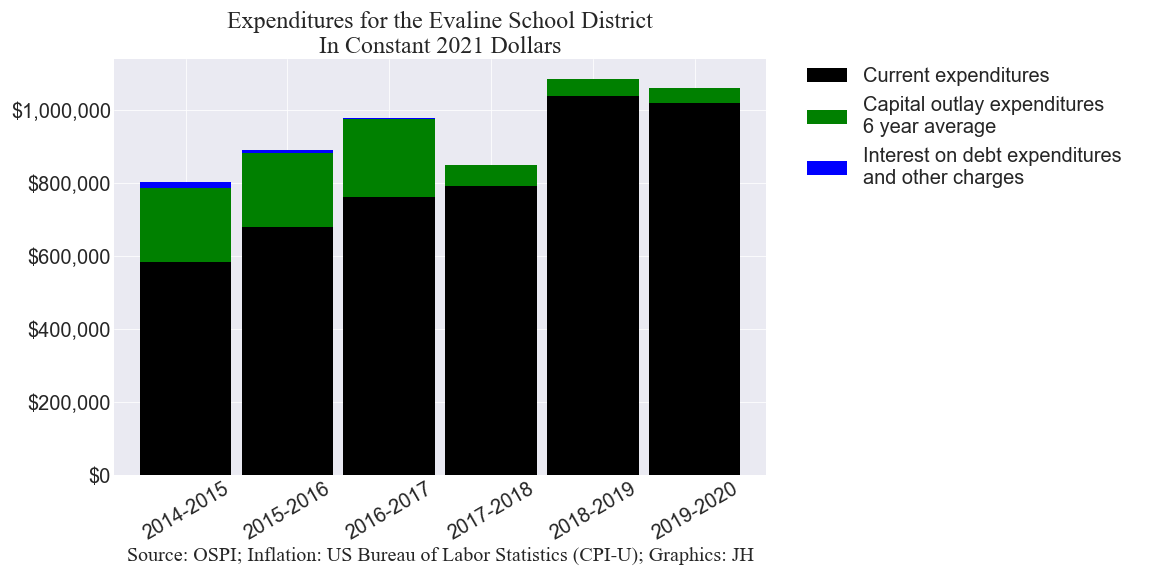 Expenditures for the Evaline School District
In Constant 2021 Dollars
$1,000,000
$800,000
$600,000
$400,000
$200,000
$0
2014-2015
2015-2016
2016-2017
2017-2018
2018-2019
2019-2020
Current expenditures
Capital outlay expenditures
6 year average
Interest on debt expenditures
and other charges
Source: OSPI; Inflation: US Bureau of Labor Statistics (CPI-U); Graphics: JH